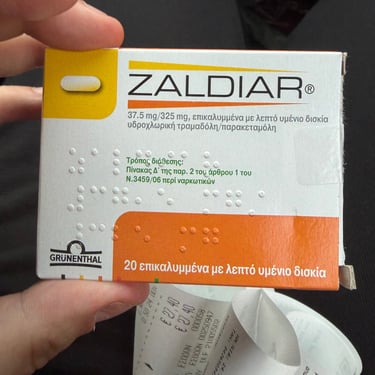 ZALDIAR®
37.5 mg/325 mg, επικαλυμμένα με λεπτό υμένιο δισκία
υδροχλωρική τραμαδόλη/παρακεταμόλη
Τρόπος διάθεσης:
Πίνακας Δ΄ της παρ. 2 του άρθρου 1 του
Ν.3459/06 περί ναρκωτικών
GRÜNENTHAL
20 επικαλυμμένα με λεπτό υμένιο δισκία